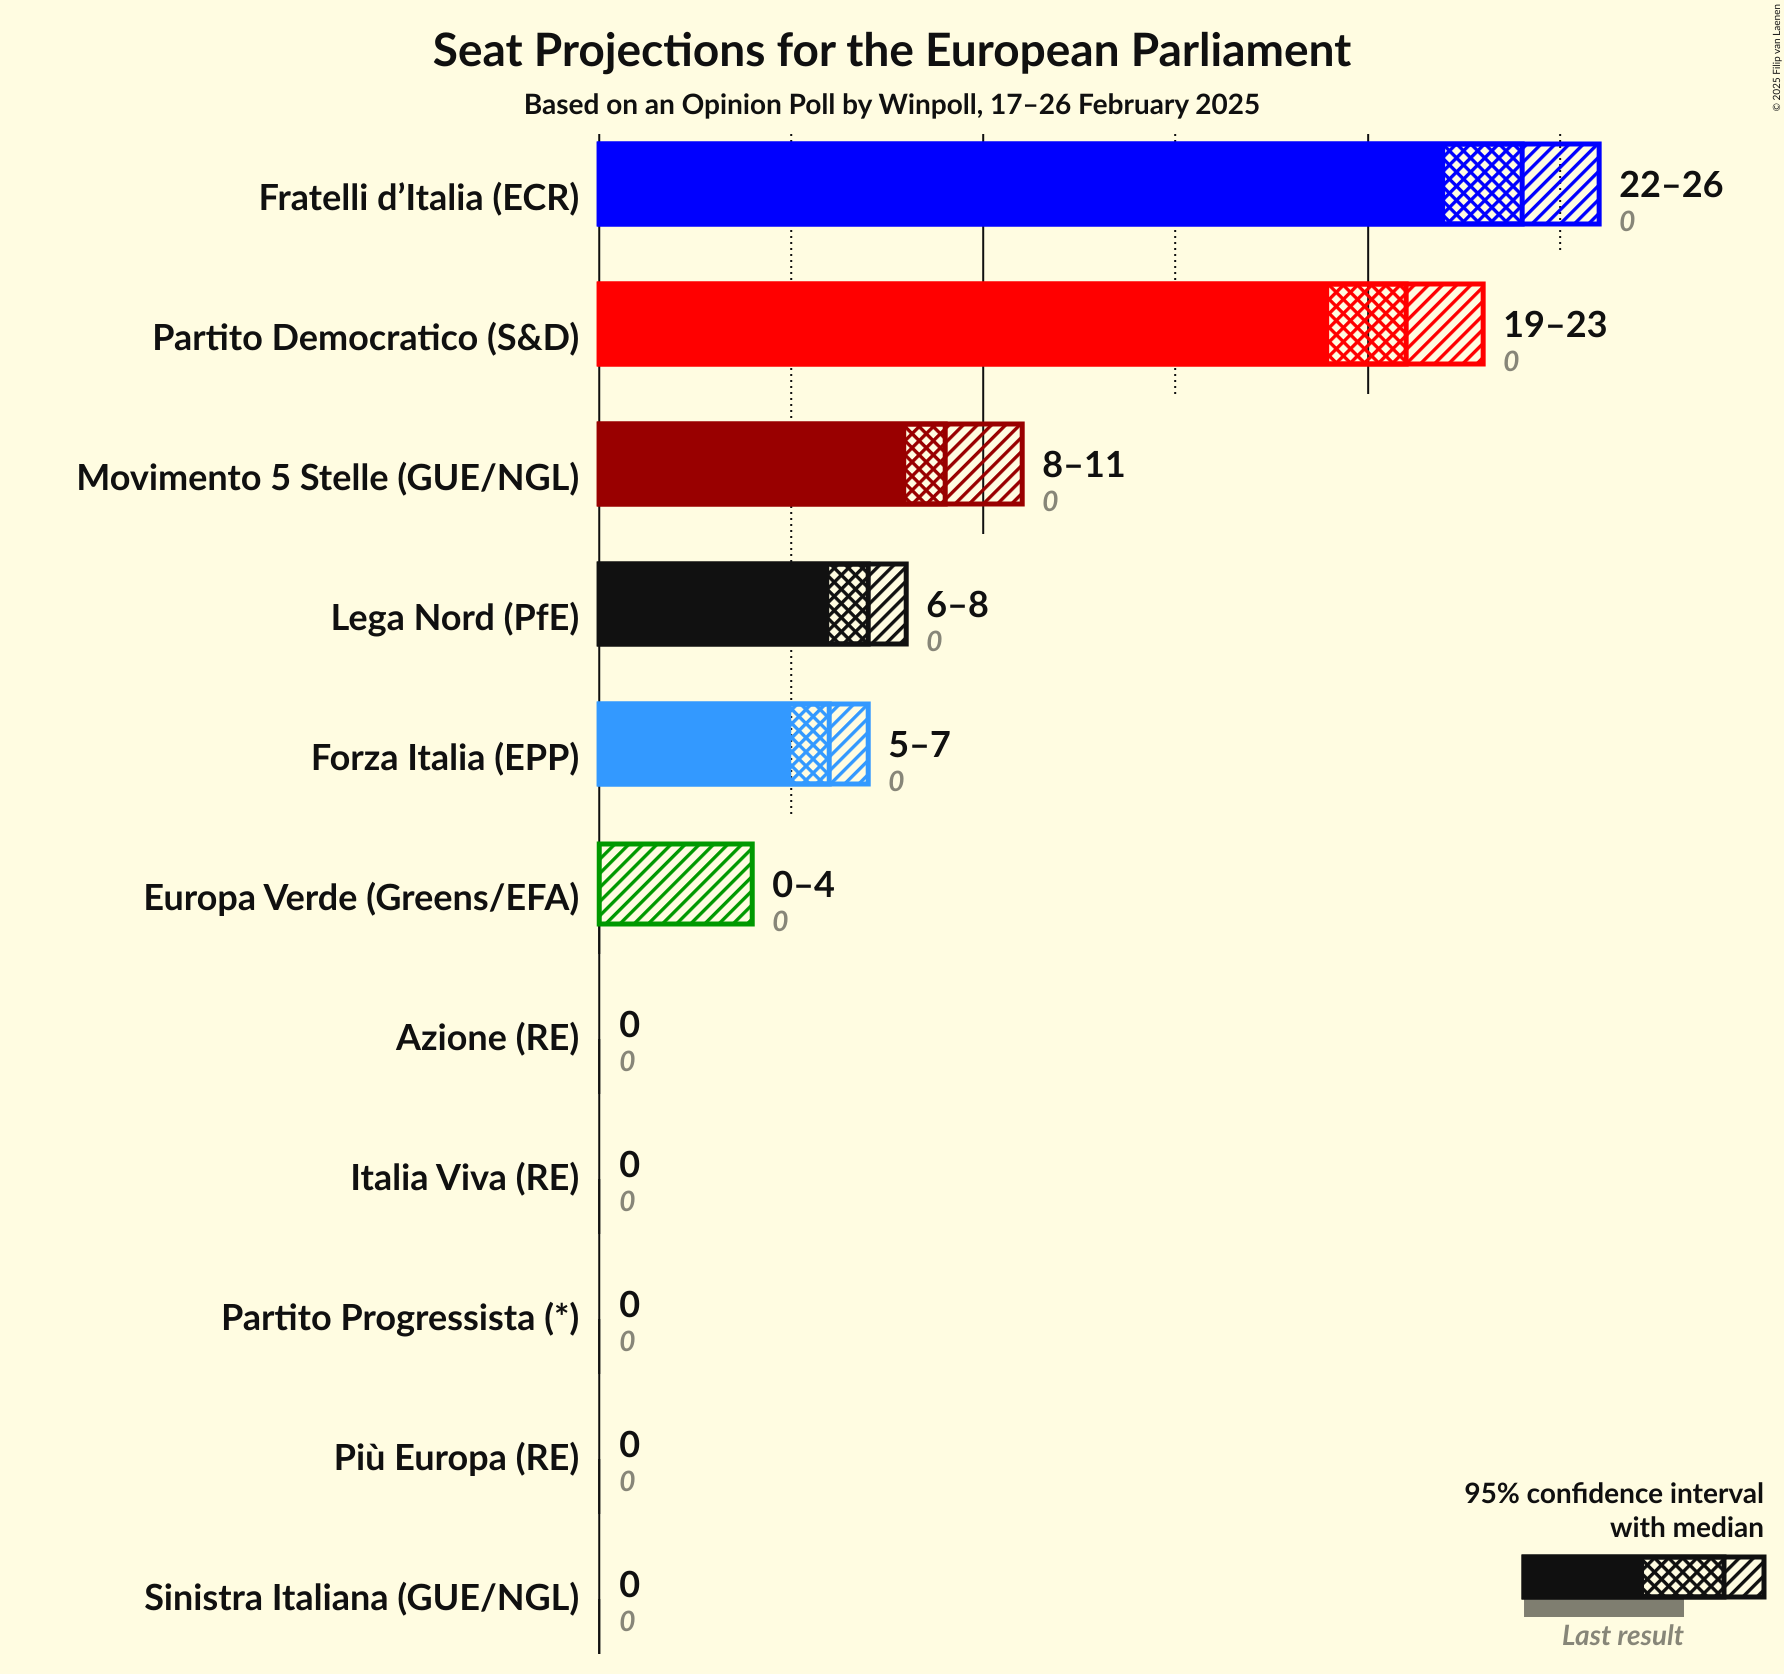 Seat Projections for the European Parliament
Based on an Opinion Poll by Winpoll, 17–26 February 2025
© 2025 Filip van Laenen
Fratelli d’Italia (ECR)
22–26
0
Partito Democratico (S&D)
19–23
0
Movimento 5 Stelle (GUE/NGL)
8–11
0
Lega Nord (PfE)
6–8
0
Forza Italia (EPP)
5–7
0
Europa Verde (Greens/EFA)
0–4
0
Azione (RE)
0
0
Italia Viva (RE)
0
0
Partito Progressista (*)
0
0
Più Europa (RE)
0
0
Sinistra Italiana (GUE/NGL)
0
0
95% confidence interval
with median
Last result